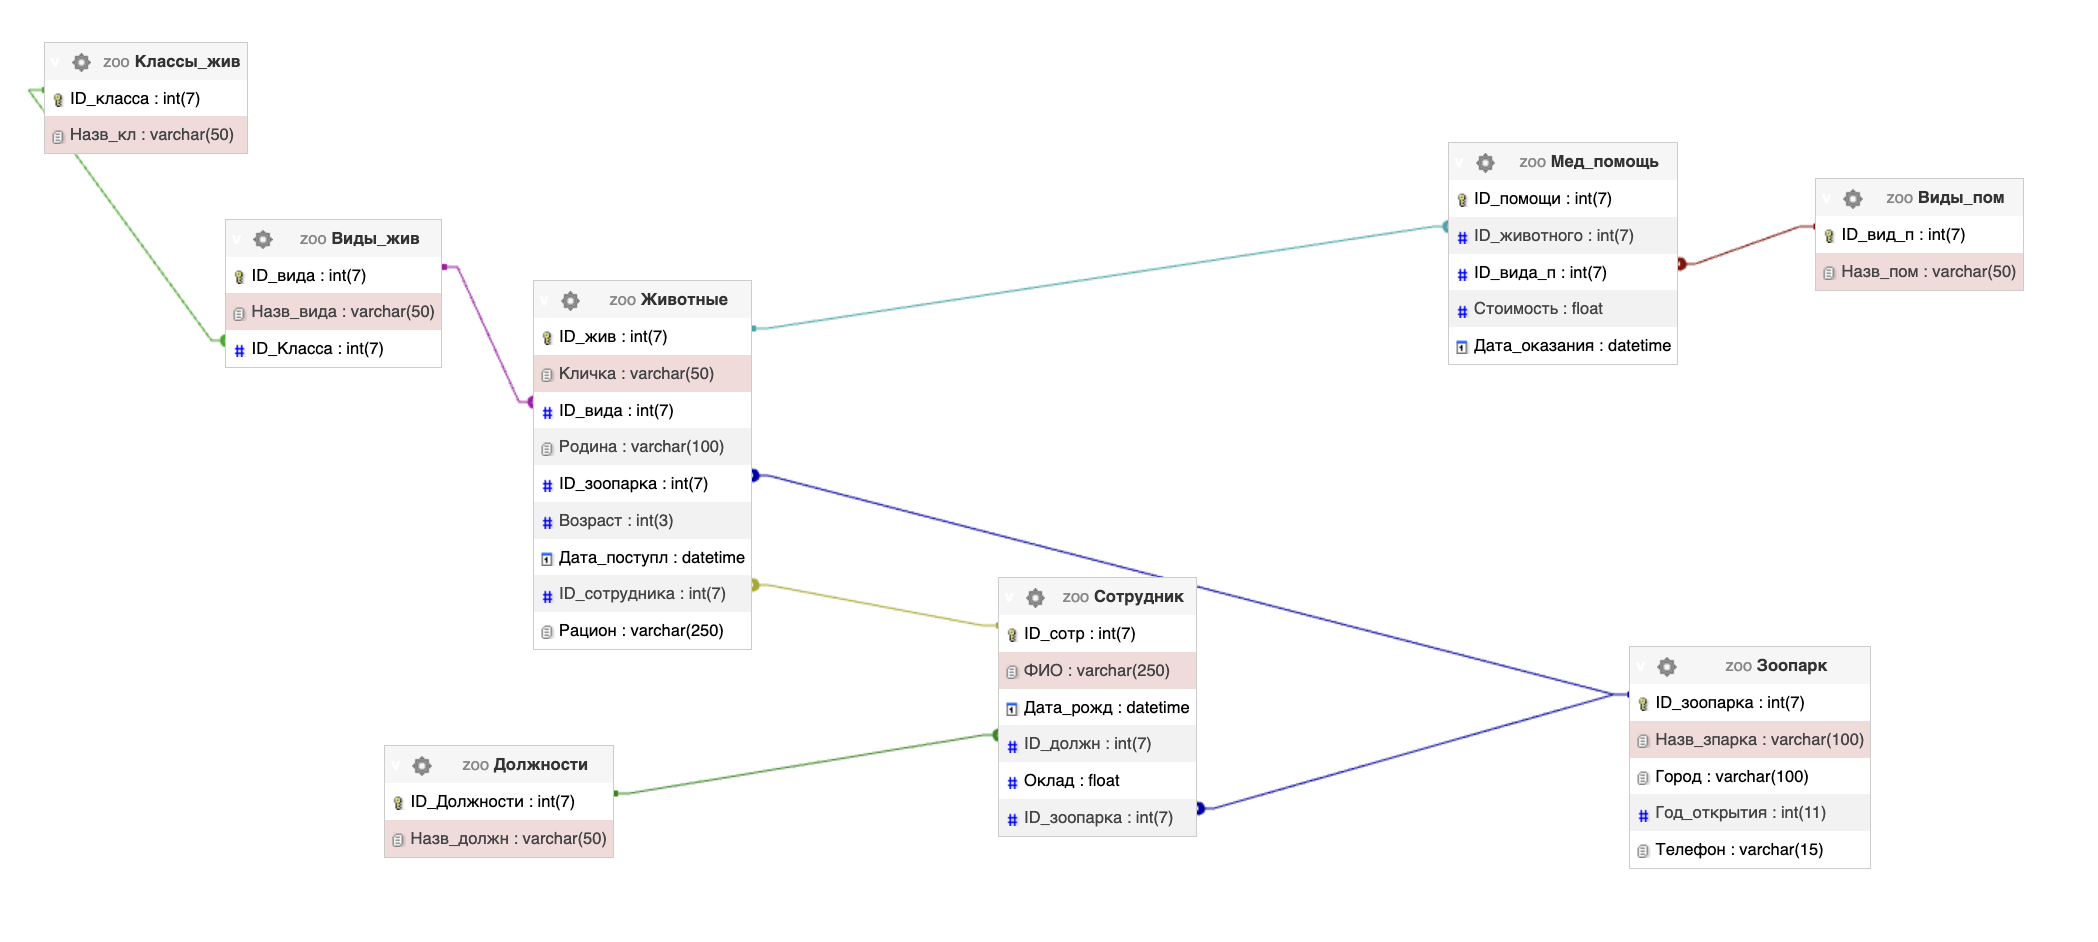 zoo Классы_жив
ID_класса : int(7)
Назв_кл : varchar(50)
zoo Виды_жив
ID_вида : int(7)
Назв_вида : varchar(50)
ID_Класса : int(7)
zoo Животные
ID_жив : int(7)
Кличка : varchar(50)
ID_вида : int(7)
Родина : varchar(100)
ID_зоопарка : int(7)
Возраст : int(3)
Дата_поступл : datetime
ID_сотрудника : int(7)
Рацион : varchar(250)
zoo Мед_помощь
ID_помощи : int(7)
ID_животного : int(7)
ID_вида_п : int(7)
Стоимость : float
Дата_оказания : datetime
zoo Виды_пом
ID_вид_п : int(7)
Назв_пом : varchar(50)
zoo Сотрудник
ID_сотр : int(7)
ФИО : varchar(250)
Дата_рожд : datetime
ID_должн : int(7)
Оклад : float
ID_зоопарка : int(7)
zoo Зоопарк
ID_зоопарка : int(7)
Назв_зпарка : varchar(100)
Город : varchar(100)
Год_открытия : int(11)
Телефон : varchar(15)
zoo Должности
ID_Должности : int(7)
Назв_должн : varchar(50)